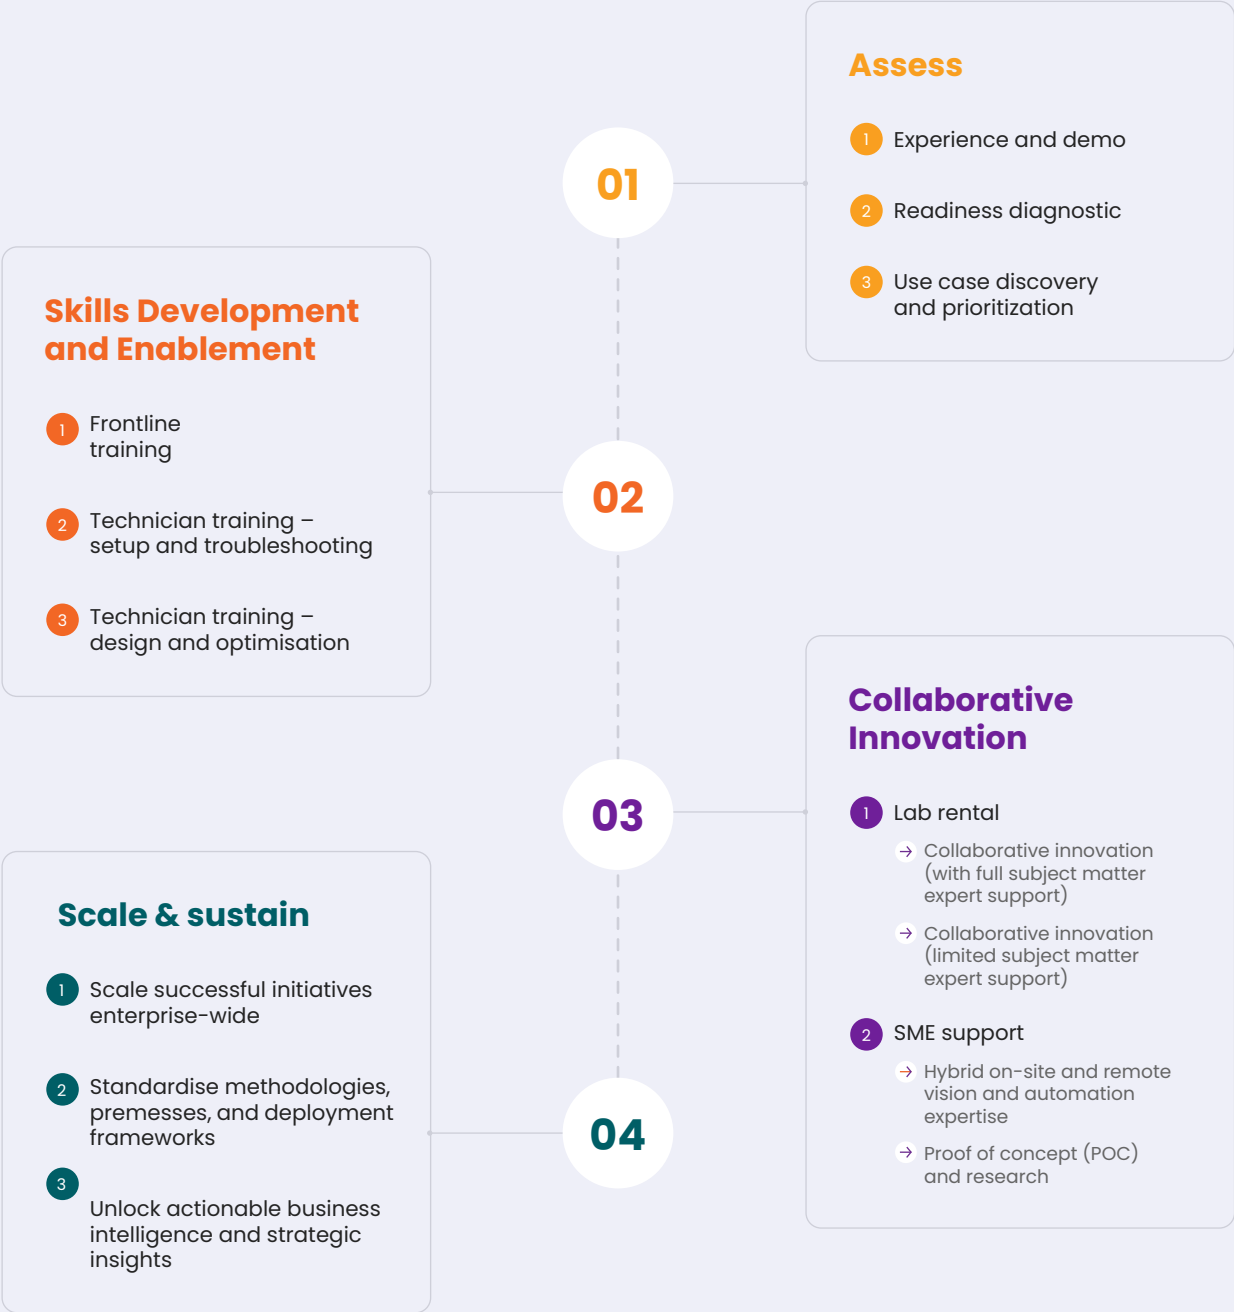 01
Assess
1 Experience and demo
2 Readiness diagnostic
3 Use case discovery
and prioritization
02
Skills Development
and Enablement
1 Frontline
training
2 Technician training –
setup and troubleshooting
3 Technician training –
design and optimisation
03
Collaborative
Innovation
1 Lab rental
→ Collaborative innovation
(with full subject matter
expert support)
→ Collaborative innovation
(limited subject matter
expert support)
2 SME support
→ Hybrid on-site and remote
vision and automation
expertise
→ Proof of concept (POC)
and research
04
Scale & sustain
1 Scale successful initiatives
enterprise-wide
2 Standardise methodologies,
premesses, and deployment
frameworks
3
Unlock actionable business
intelligence and strategic
insights